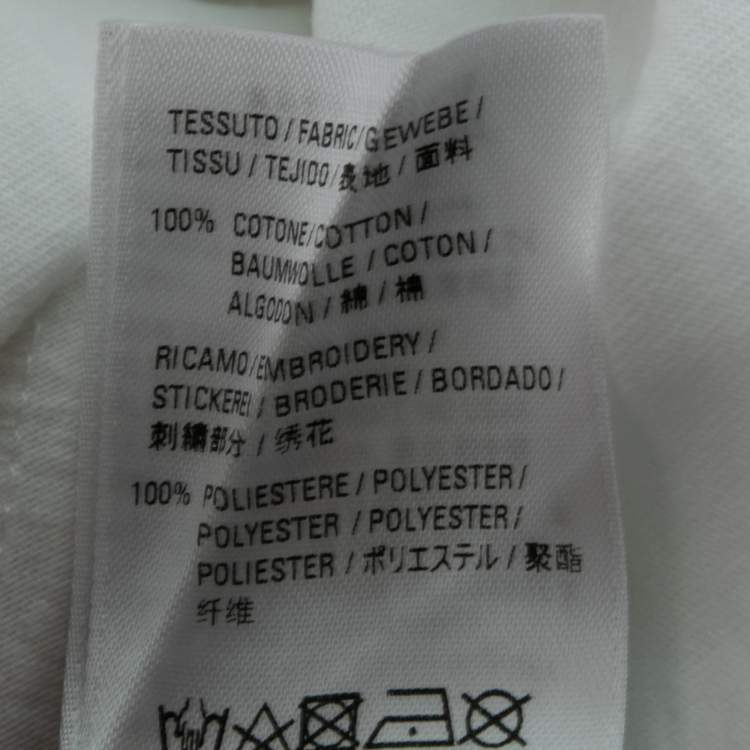 TESSUTO / FABRIC / GEWEBE /
TISSU / TEJIDO /表地 / 面料
100% COTONE/COTTON /
BAUMWOLLE / COTON /
ALGODON / 綿 / 棉
RICAMO/EMBROIDERY /
STICKEREI / BRODERIE / BORDADO /
刺繍部分 / 绣花
100% POLIESTERE / POLYESTER /
POLYESTER / POLYESTER /
POLIESTER / ポリエステル / 聚酯
纤维